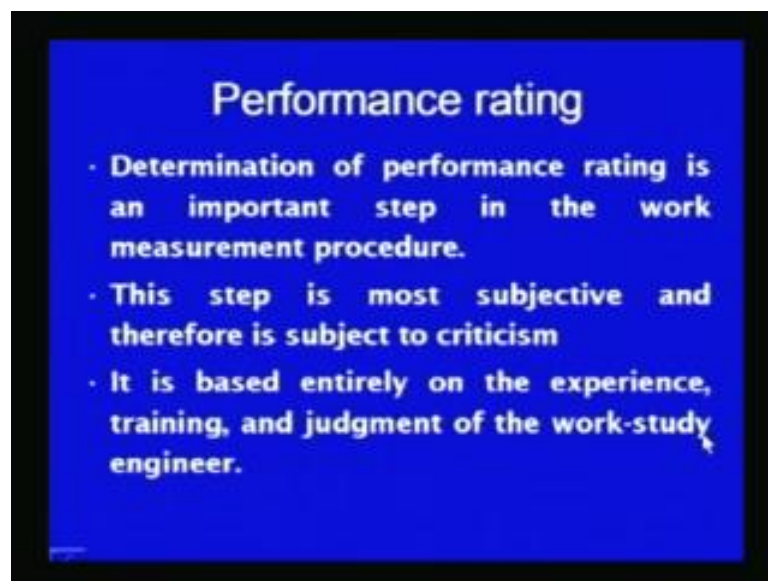 Performance rating
· Determination of performance rating is
an important step in the work
measurement procedure.
· This step is most subjective and
therefore is subject to criticism
· It is based entirely on the experience,
training, and judgment of the work-study
engineer.